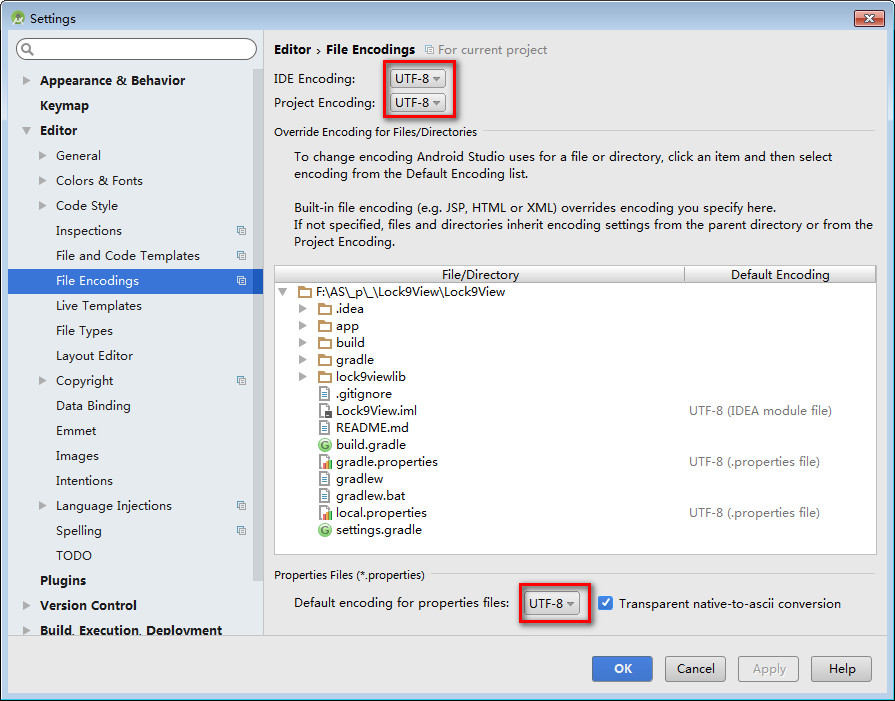 Settings
Appearance & Behavior
Keymap
Editor
General
Colors & Fonts
Code Style
Inspections
File and Code Templates
File Encodings
Live Templates
File Types
Layout Editor
Copyright
Data Binding
Emmet
Images
Intentions
Language Injections
Spelling
TODO
Plugins
Version Control
Build, Execution, Deployment
Editor › File Encodings For current project
IDE Encoding: UTF-8
Project Encoding: UTF-8
Override Encoding for Files/Directories
To change encoding Android Studio uses for a file or directory, click an item and then select
encoding from the Default Encoding list.
Built-in file encoding (e.g. JSP, HTML or XML) overrides encoding you specify here.
If not specified, files and directories inherit encoding settings from the parent directory or from the
Project Encoding.
File/Directory Default Encoding
F:\AS\_p\_\Lock9View\Lock9View
.idea
app
build
gradle
lock9viewlib
.gitignore
Lock9View.iml UTF-8 (IDEA module file)
README.md
G build.gradle
gradle.properties UTF-8 (.properties file)
gradlew
gradlew.bat
local.properties UTF-8 (.properties file)
G settings.gradle
Properties Files (*.properties)
Default encoding for properties files: UTF-8 Transparent native-to-ascii conversion
OK Cancel Apply Help